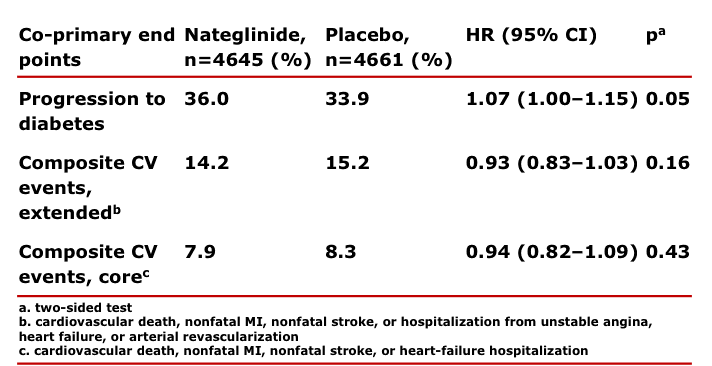 Co-primary end Nateglinide, Placebo, HR (95% CI) pᵃ
points n=4645 (%) n=4661 (%)
Progression to 36.0 33.9 1.07 (1.00–1.15) 0.05
diabetes
Composite CV 14.2 15.2 0.93 (0.83–1.03) 0.16
events,
extendedᵇ
Composite CV 7.9 8.3 0.94 (0.82–1.09) 0.43
events, coreᶜ
a. two-sided test
b. cardiovascular death, nonfatal MI, nonfatal stroke, or hospitalization from unstable angina,
heart failure, or arterial revascularization
c. cardiovascular death, nonfatal MI, nonfatal stroke, or heart-failure hospitalization